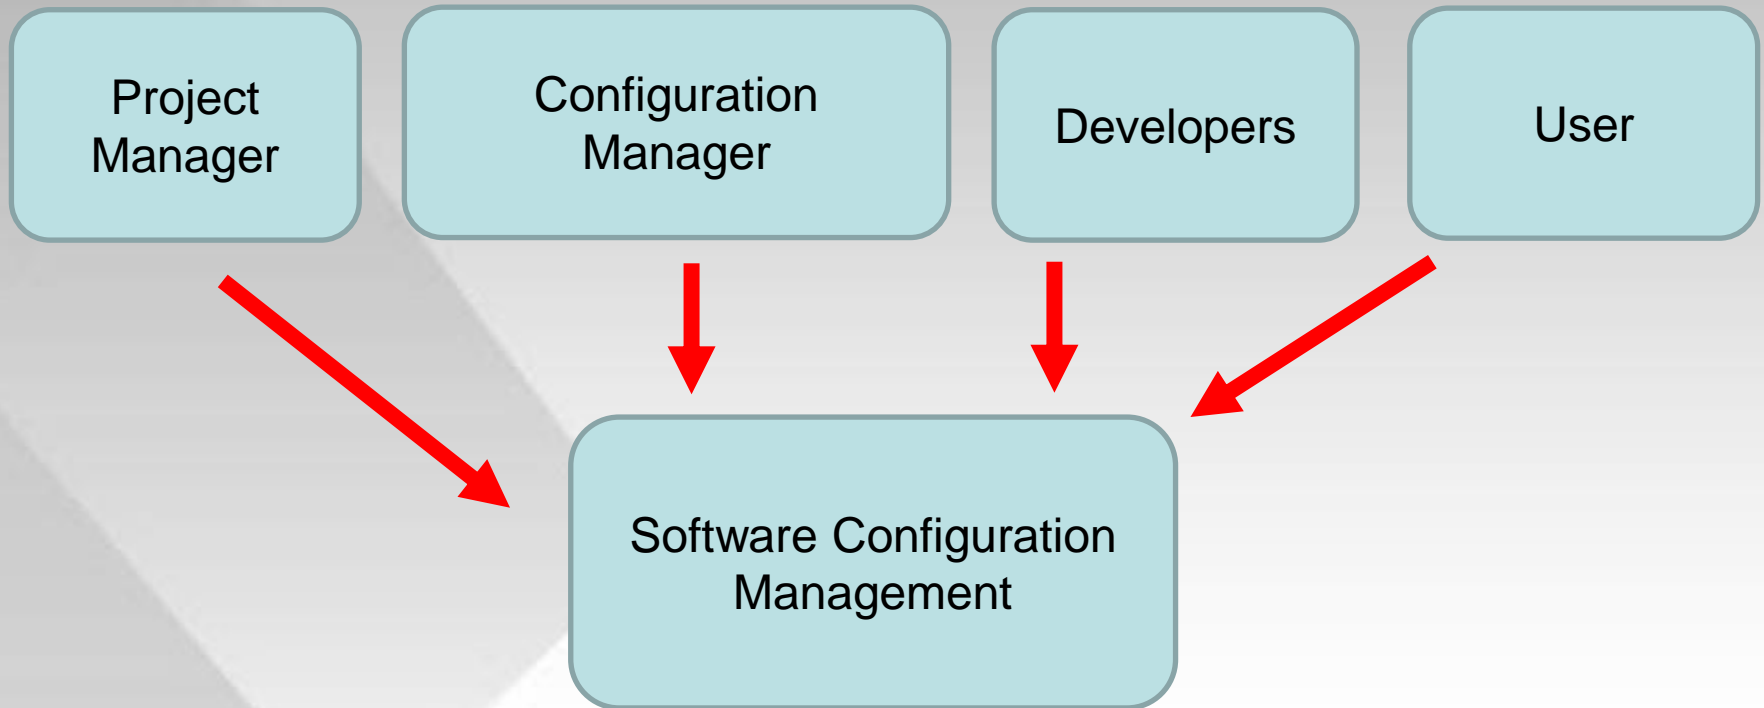 Project
Manager
Configuration
Manager
Developers
User
Software Configuration
Management